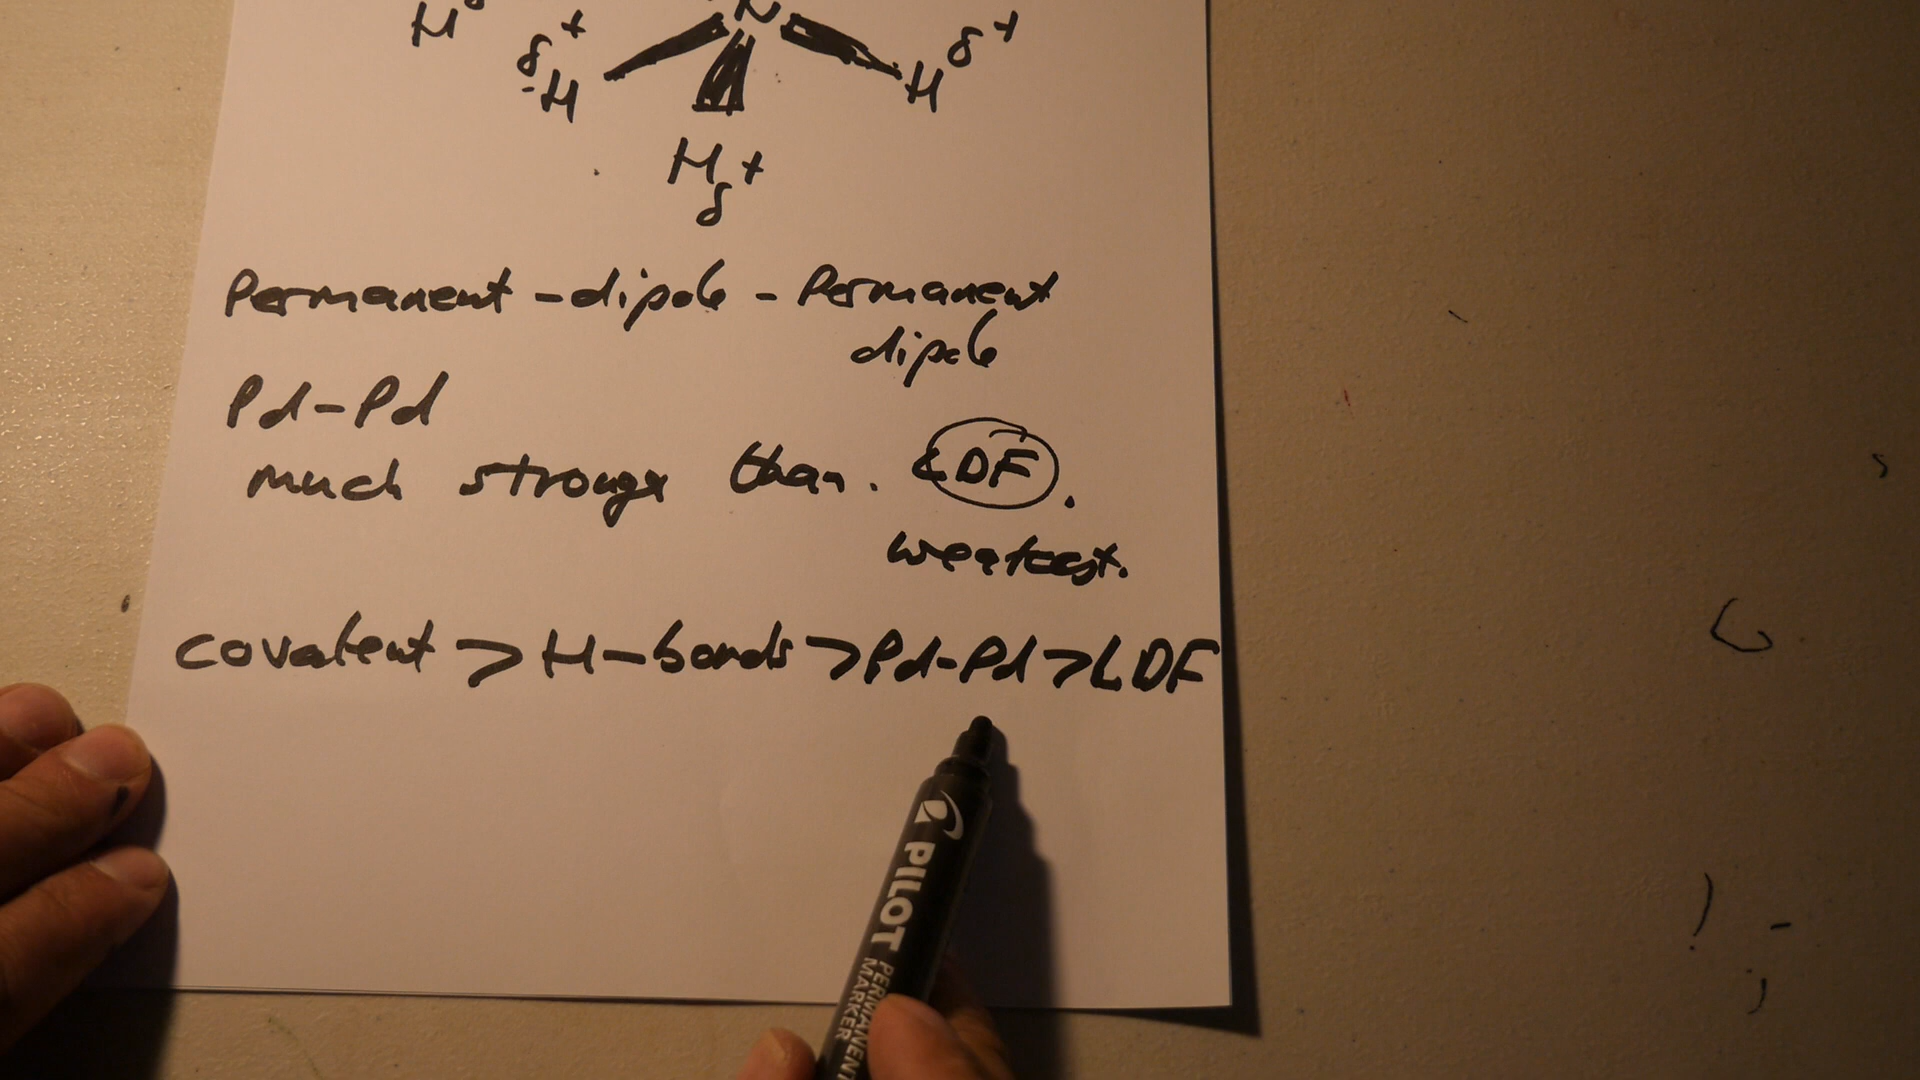 H δ
N
δ+ H
H δ+
H δ+
Permanent - dipole - Permanent
dipole
Pd-Pd
much stronger than. LDF.
weakest.
covalent > H-bonds > Pd-Pd > LDF
PILOT
PERMANENT
MARKER